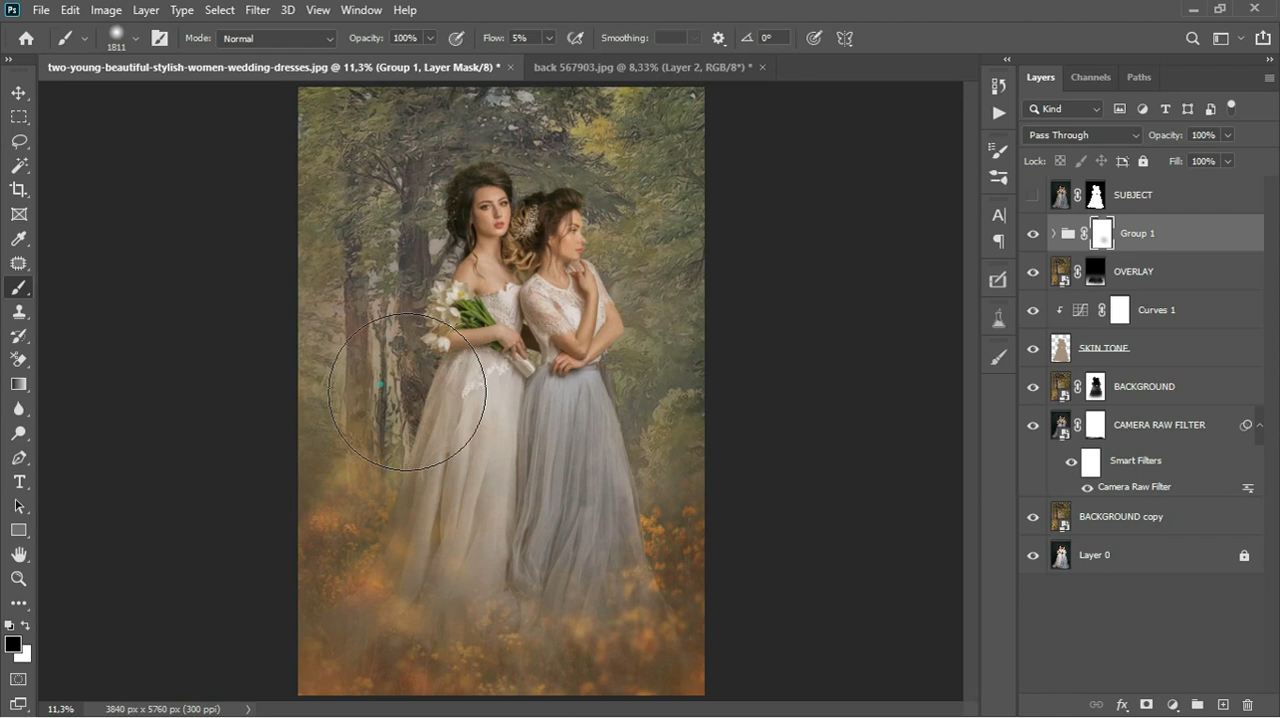 Ps File Edit Image Layer Type Select Filter 3D View Window Help
1811 Mode: Normal Opacity: 100% Flow: 5% Smoothing: 0°
two-young-beautiful-stylish-women-wedding-dresses.jpg @ 11,3% (Group 1, Layer Mask/8) * × back 567903.jpg @ 8,33% (Layer 2, RGB/8*) * ×
Layers Channels Paths
Kind
Pass Through Opacity: 100%
Lock: Fill: 100%
SUBJECT
Group 1
OVERLAY
Curves 1
SKIN TONE
BACKGROUND
CAMERA RAW FILTER
Smart Filters
Camera Raw Filter
BACKGROUND copy
Layer 0
11,3% 3840 px x 5760 px (300 ppi)